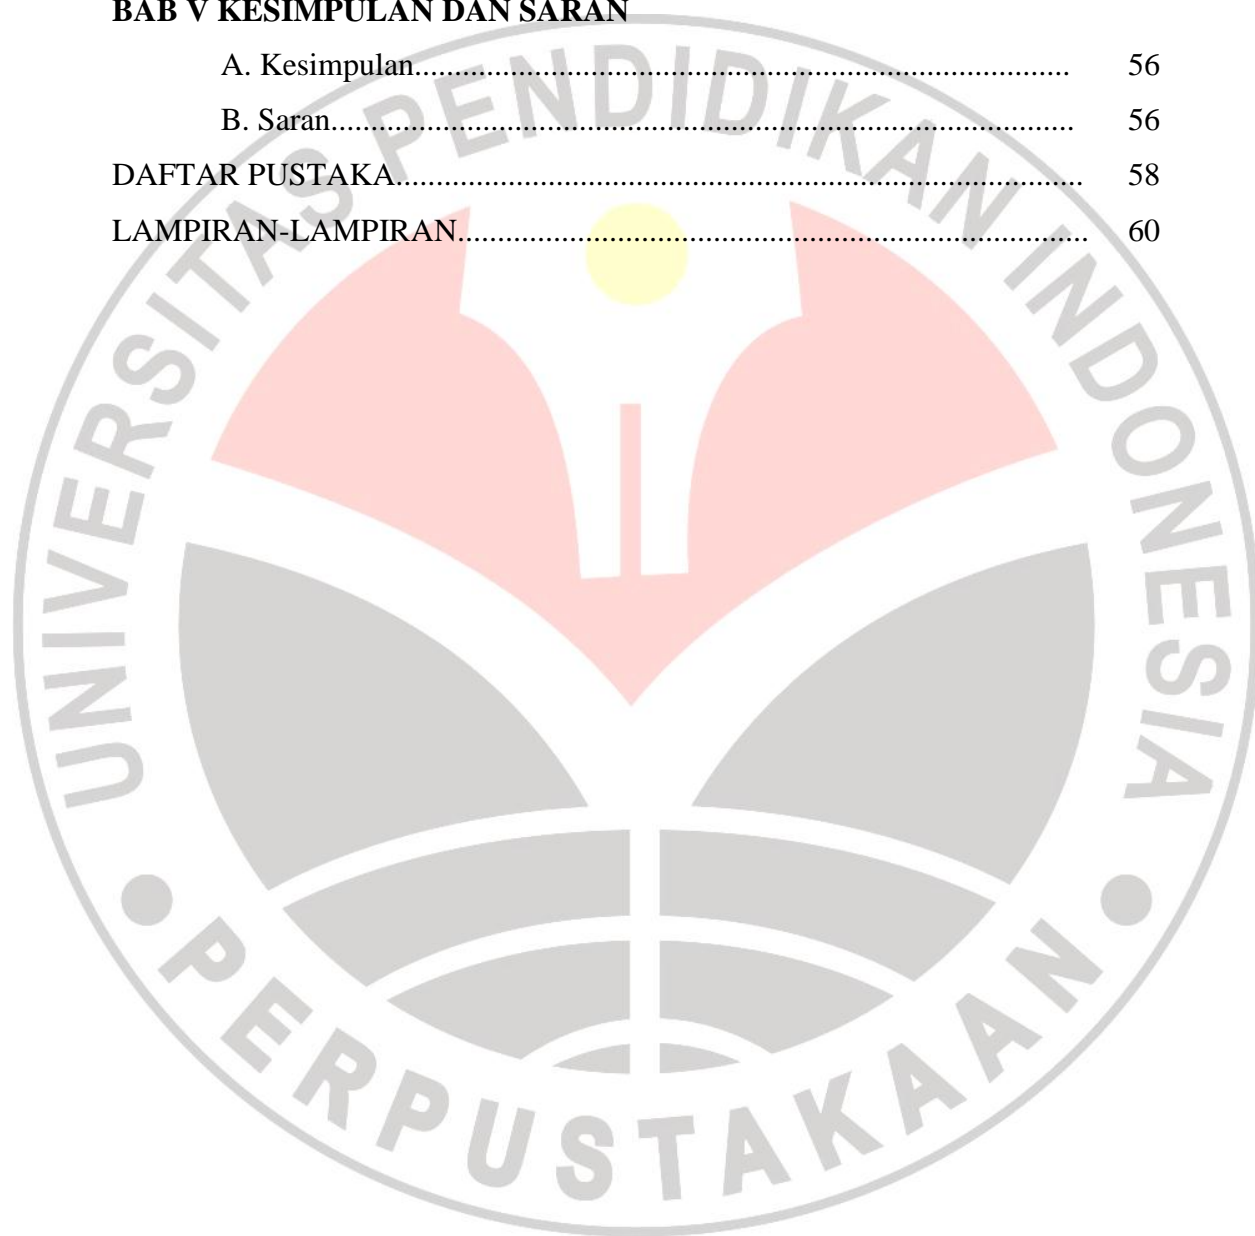 BAB V KESIMPULAN DAN SARAN
A. Kesimpulan.................................................................................. 56
B. Saran............................................................................................. 56
DAFTAR PUSTAKA...................................................................................... 58
LAMPIRAN-LAMPIRAN............................................................................... 60
UNIVERSITAS PENDIDIKAN INDONESIA
PERPUSTAKAAN